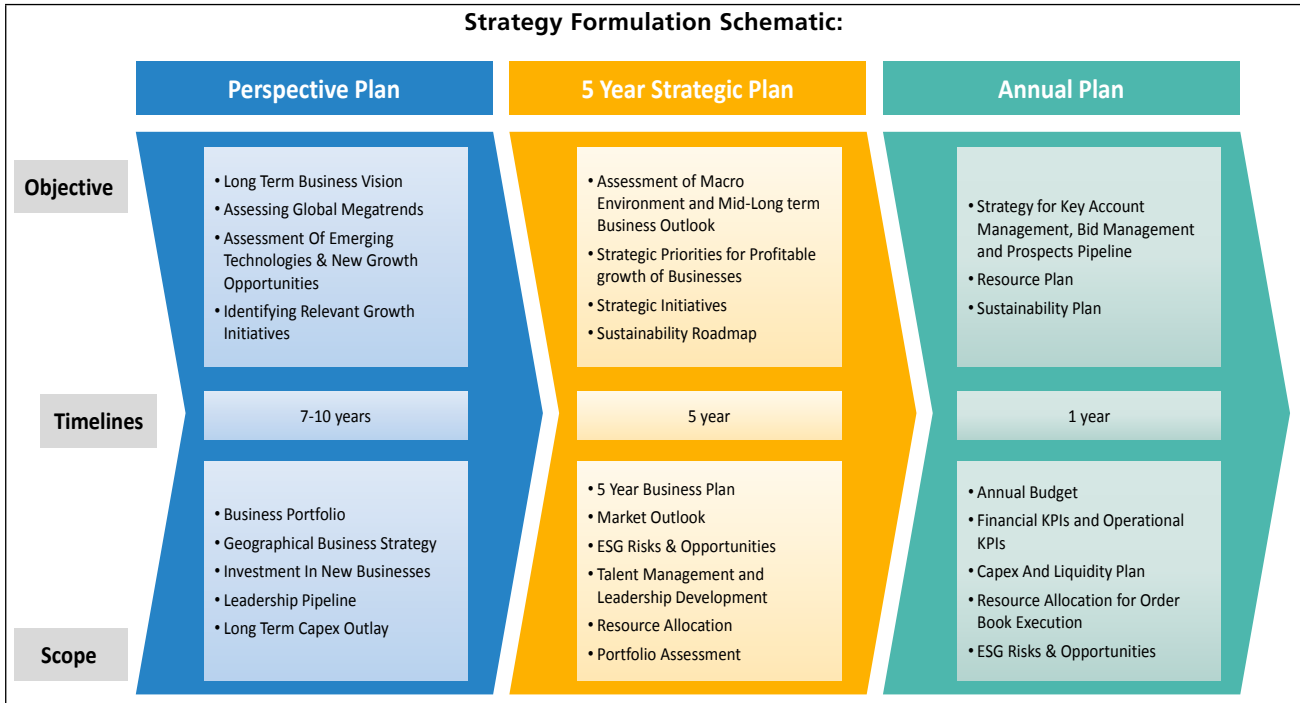 Strategy Formulation Schematic:
Perspective Plan
5 Year Strategic Plan
Annual Plan
Objective
• Long Term Business Vision
• Assessing Global Megatrends
• Assessment Of Emerging
Technologies & New Growth
Opportunities
• Identifying Relevant Growth
Initiatives
• Assessment of Macro
Environment and Mid-Long term
Business Outlook
• Strategic Priorities for Profitable
growth of Businesses
• Strategic Initiatives
• Sustainability Roadmap
• Strategy for Key Account
Management, Bid Management
and Prospects Pipeline
• Resource Plan
• Sustainability Plan
Timelines
7-10 years
5 year
1 year
Scope
• Business Portfolio
• Geographical Business Strategy
• Investment In New Businesses
• Leadership Pipeline
• Long Term Capex Outlay
• 5 Year Business Plan
• Market Outlook
• ESG Risks & Opportunities
• Talent Management and
Leadership Development
• Resource Allocation
• Portfolio Assessment
• Annual Budget
• Financial KPIs and Operational
KPIs
• Capex And Liquidity Plan
• Resource Allocation for Order
Book Execution
• ESG Risks & Opportunities